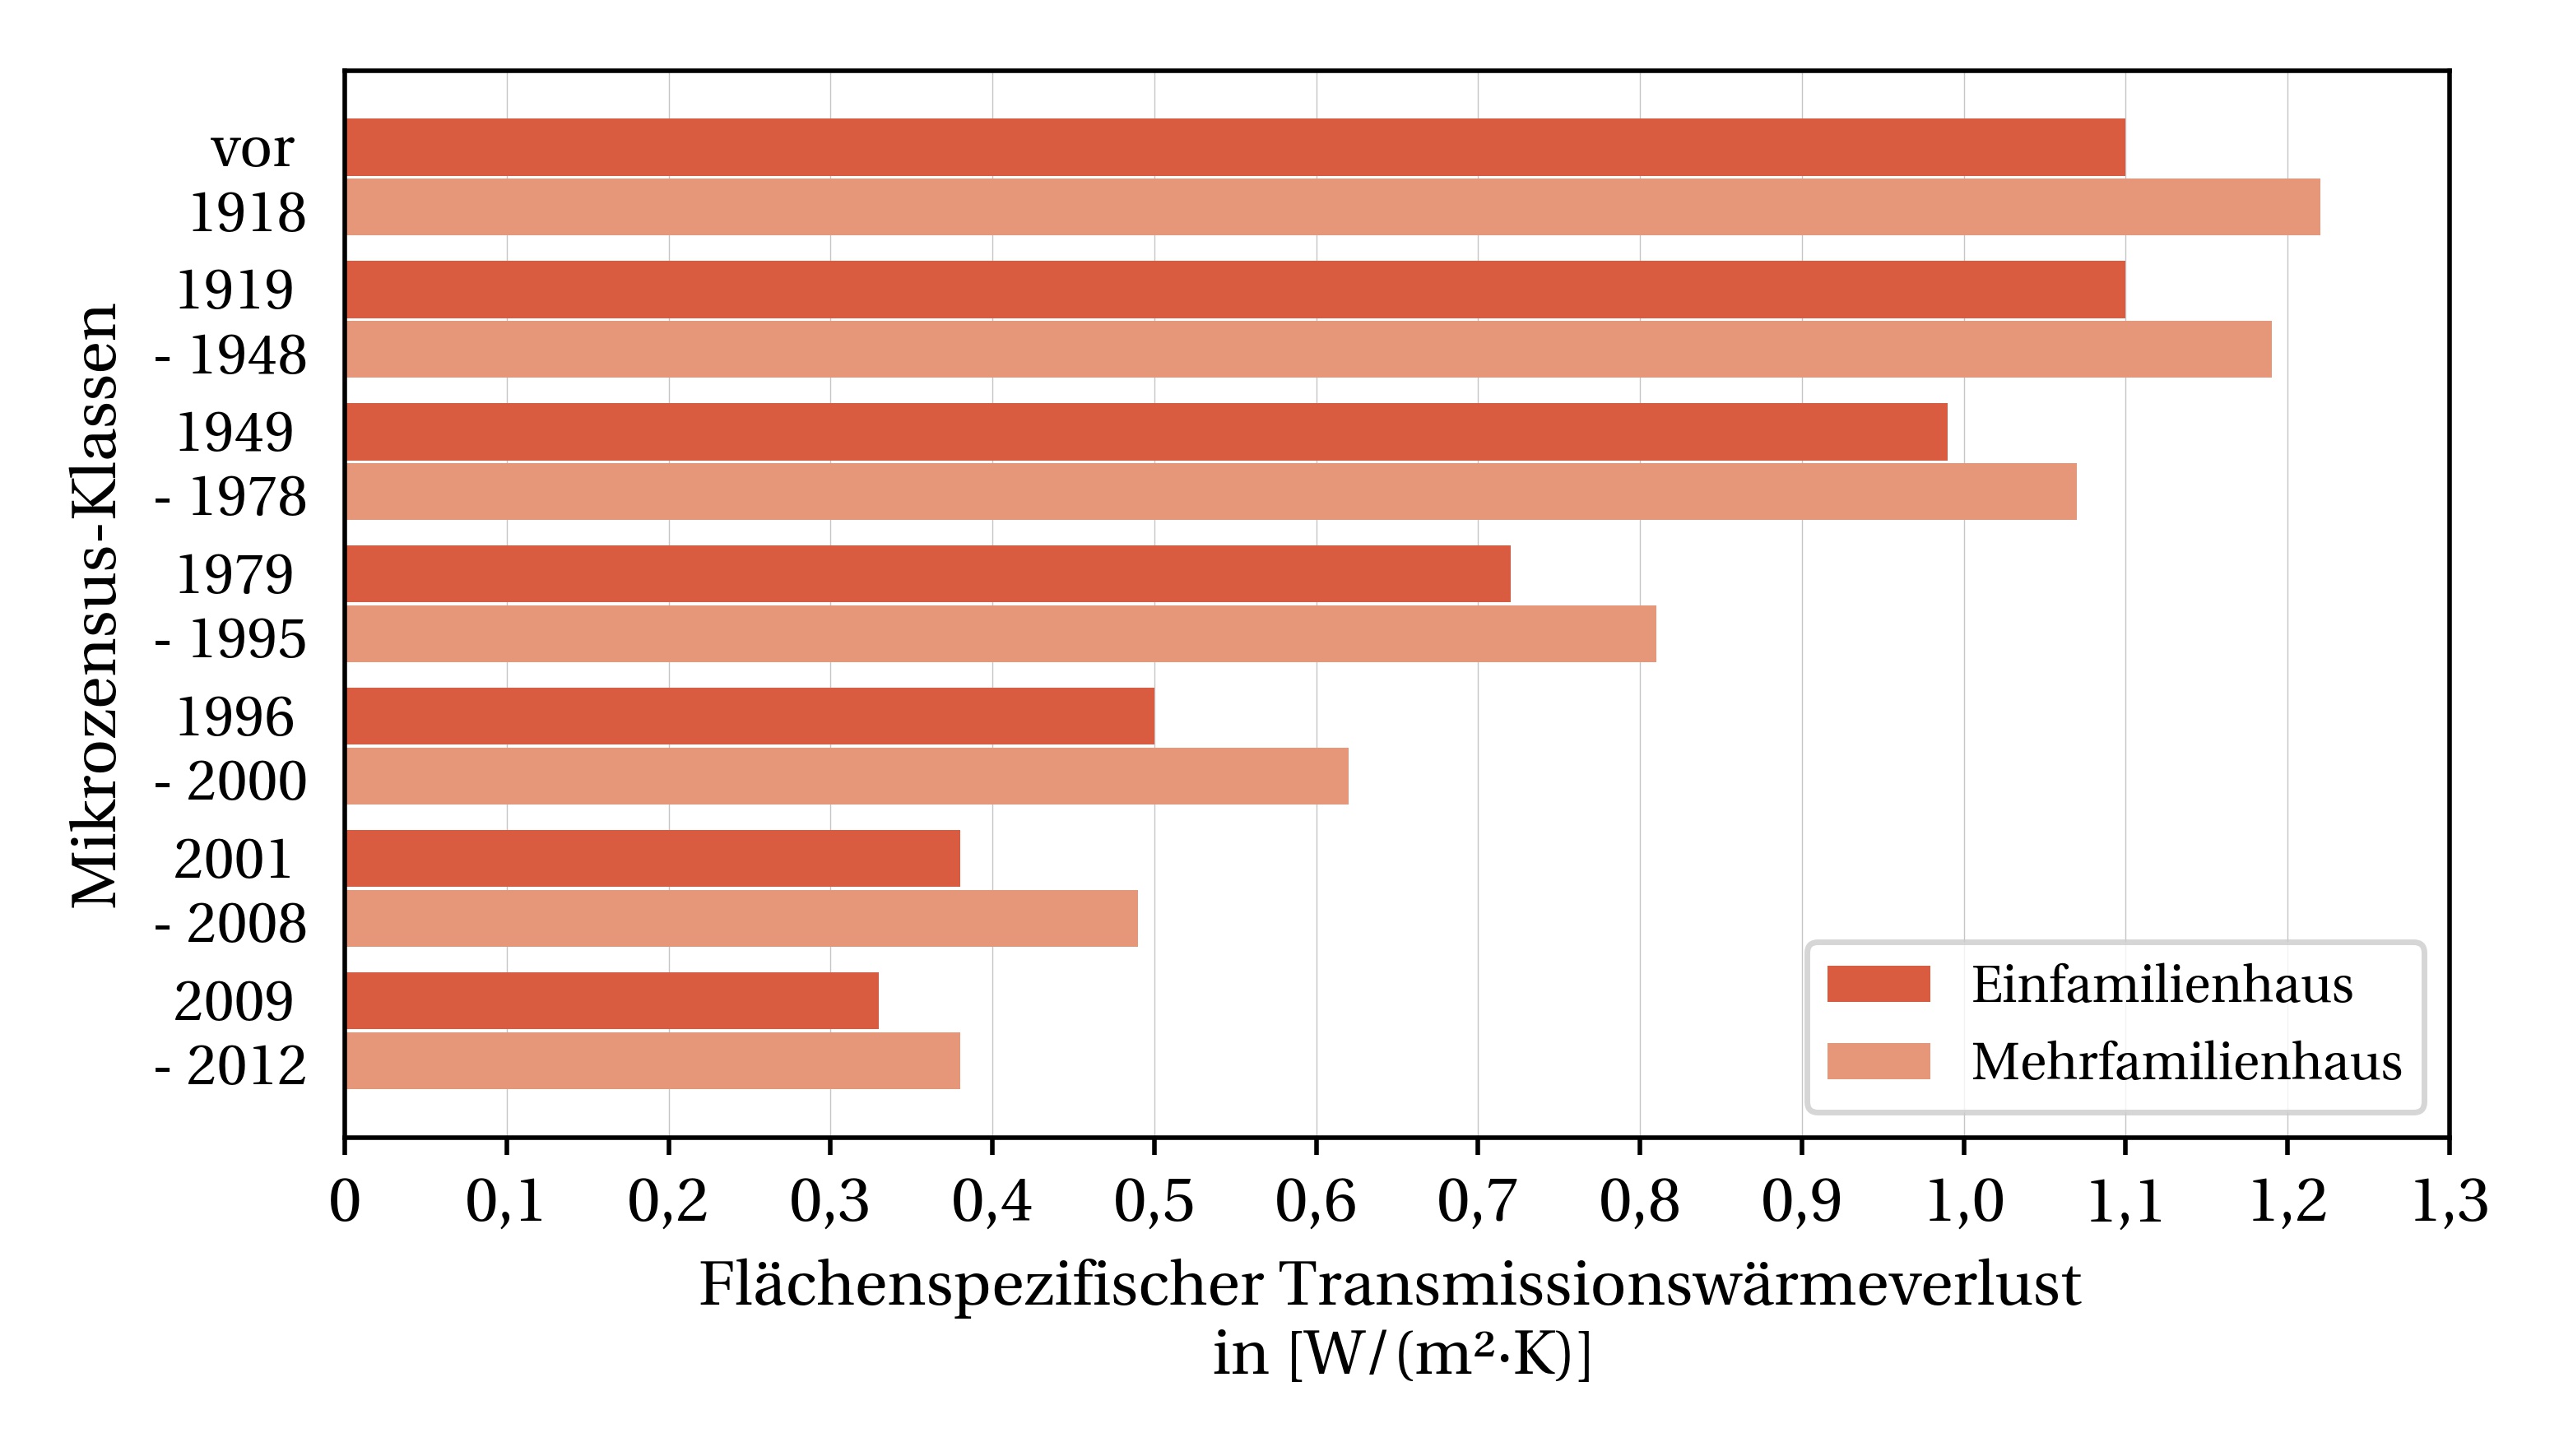 Mikrozensus-Klassen
vor
1918
1919
- 1948
1949
- 1978
1979
- 1995
1996
- 2000
2001
- 2008
2009
- 2012
Einfamilienhaus
Mehrfamilienhaus
0 0,1 0,2 0,3 0,4 0,5 0,6 0,7 0,8 0,9 1,0 1,1 1,2 1,3
Flächenspezifischer Transmissionswärmeverlust
in [W/(m²·K)]